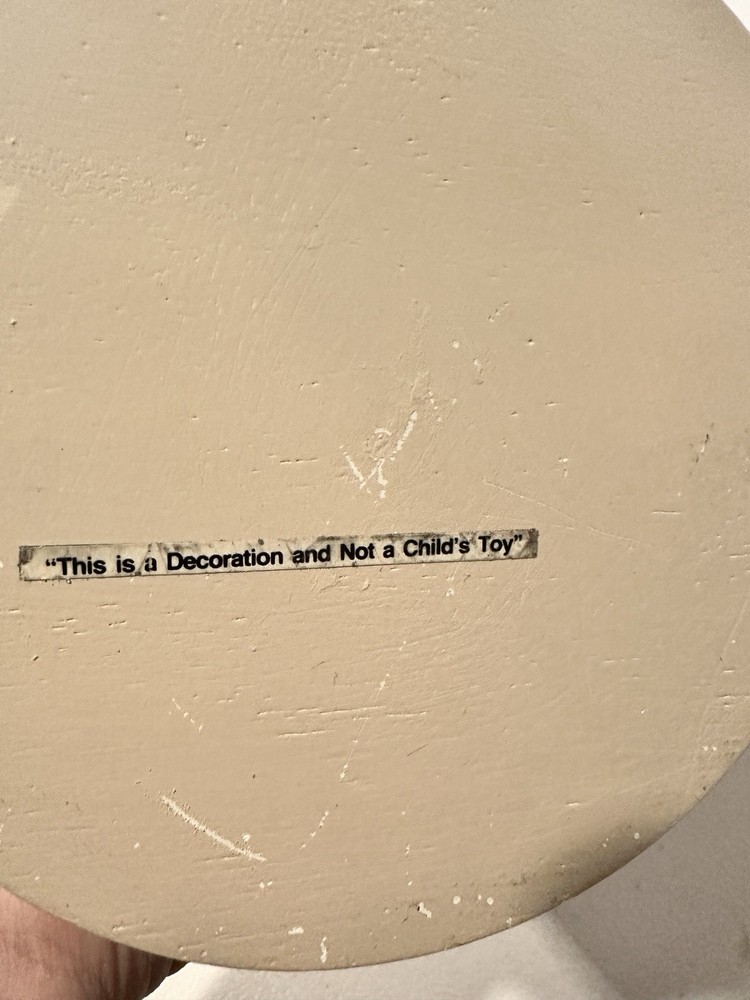 “This is a Decoration and Not a Child’s Toy”